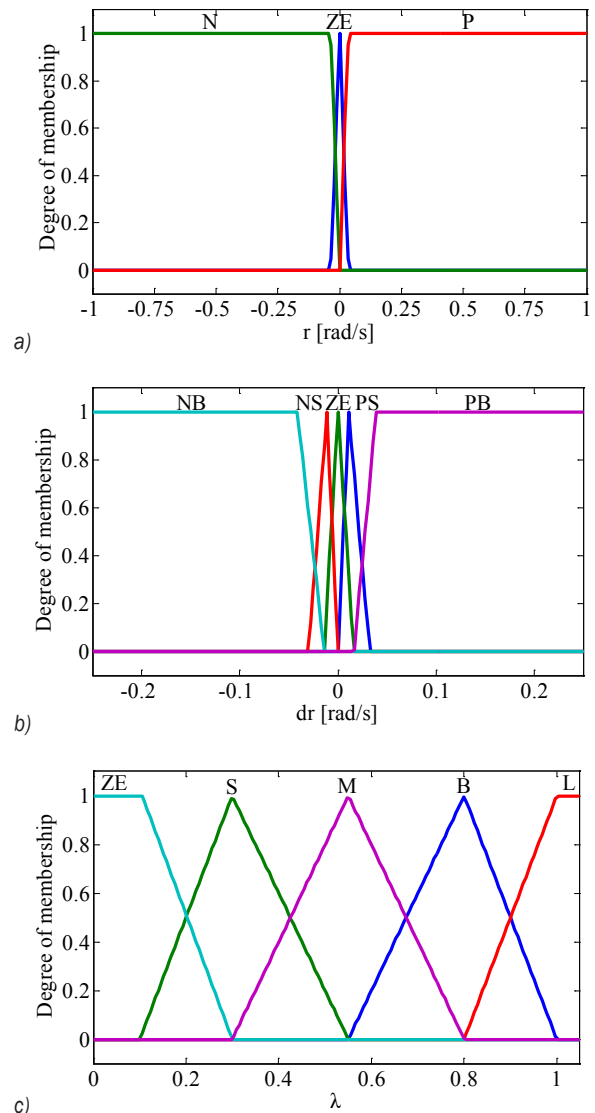 N ZE P
Degree of membership
1
0.8
0.6
0.4
0.2
0
-1 -0.75 -0.5 -0.25 0 0.25 0.5 0.75 1
r [rad/s]
a)
NB NS ZE PS PB
Degree of membership
1
0.8
0.6
0.4
0.2
0
-0.2 -0.1 0 0.1 0.2
dr [rad/s]
b)
ZE S M B L
Degree of membership
1
0.8
0.6
0.4
0.2
0
0 0.2 0.4 0.6 0.8 1
λ
c)